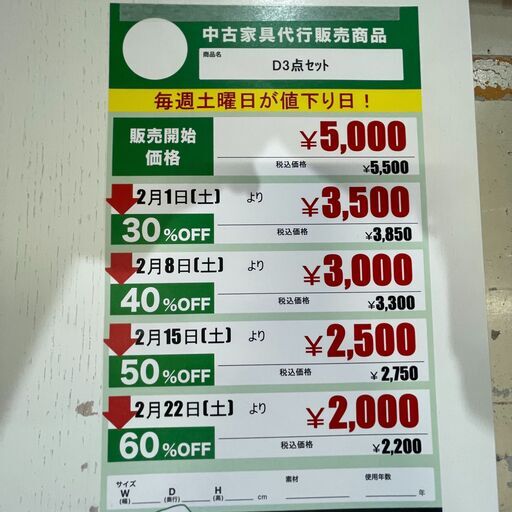 中古家具代行販売商品
商品名
D3点セット
毎週土曜日が値下り日！
販売開始
価格
¥5,000
税込価格 ¥5,500
2月1日(土) より
30%OFF
¥3,500
税込価格 ¥3,850
2月8日(土) より
40%OFF
¥3,000
税込価格 ¥3,300
2月15日(土) より
50%OFF
¥2,500
税込価格 ¥2,750
2月22日(土) より
60%OFF
¥2,000
税込価格 ¥2,200
サイズ 素材 使用年数
W D H cm 年
(幅) (奥行) (高)